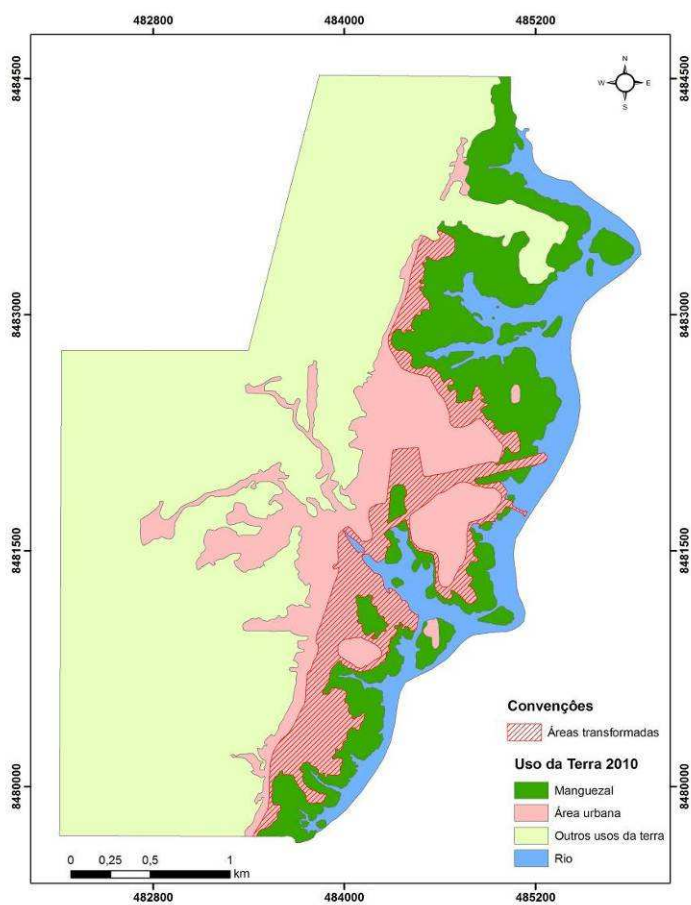 482800 484000 485200
8484500 8484500
N
W E
S
8483000 8483000
8481500 8481500
8480000 8480000
Convenções
Áreas transformadas
Uso da Terra 2010
Manguezal
Área urbana
Outros usos da terra
Rio
0 0,25 0,5 1
km
482800 484000 485200